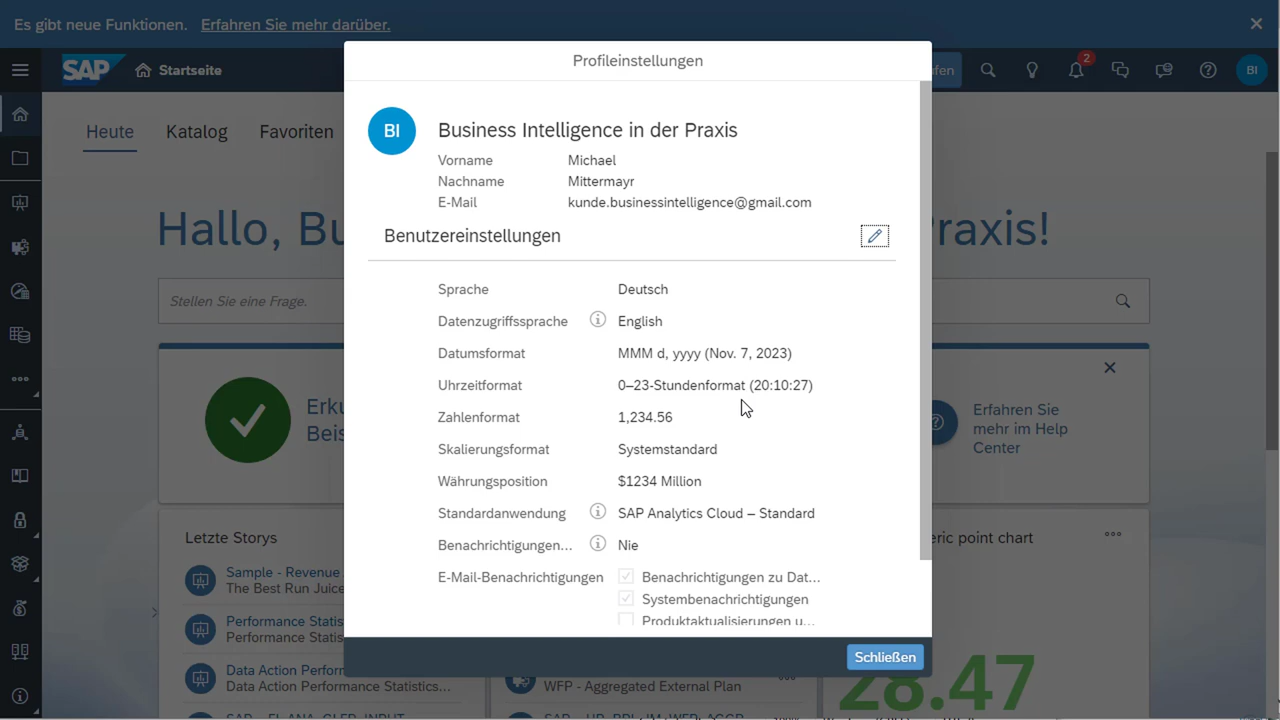 Es gibt neue Funktionen. Erfahren Sie mehr darüber.
Profileinstellungen
SAP Startseite
2
BI
Heute Katalog Favoriten
BI
Business Intelligence in der Praxis
Vorname Michael
Nachname Mittermayr
E-Mail kunde.businessintelligence@gmail.com
Hallo,
Benutzereinstellungen
Stellen Sie eine Frage.
Sprache Deutsch
Datenzugriffssprache English
Datumsformat MMM d, yyyy (Nov. 7, 2023)
Uhrzeitformat 0–23-Stundenformat (20:10:27)
Zahlenformat 1,234.56
Skalierungsformat Systemstandard
Währungsposition $1234 Million
Standardanwendung SAP Analytics Cloud – Standard
Benachrichtigungen... Nie
E-Mail-Benachrichtigungen Benachrichtigungen zu Dat...
Systembenachrichtigungen
Produktaktualisierungen u...
Schließen
Erfahren Sie
mehr im Help
Center
Letzte Storys
Sample - Revenue
The Best Run Juice
Performance Statis
Performance Statis
Data Action Perforr
Data Action Performance Statistics...
WFP - Aggregated External Plan
eric point chart
28.47